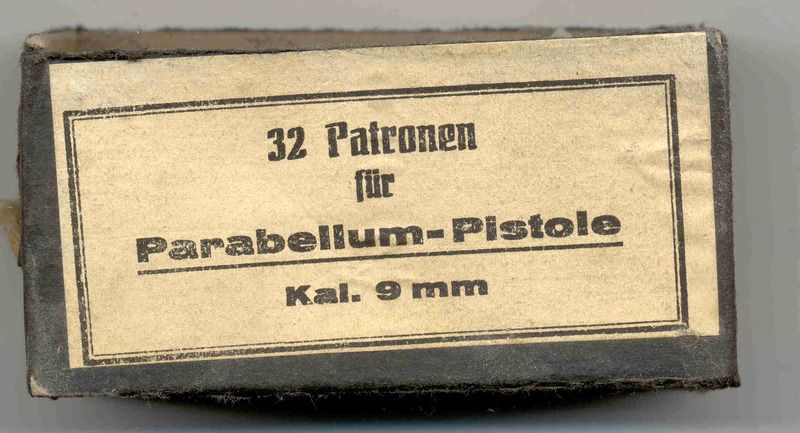 32 Patronen
für
Parabellum-Pistole
Kal. 9 mm